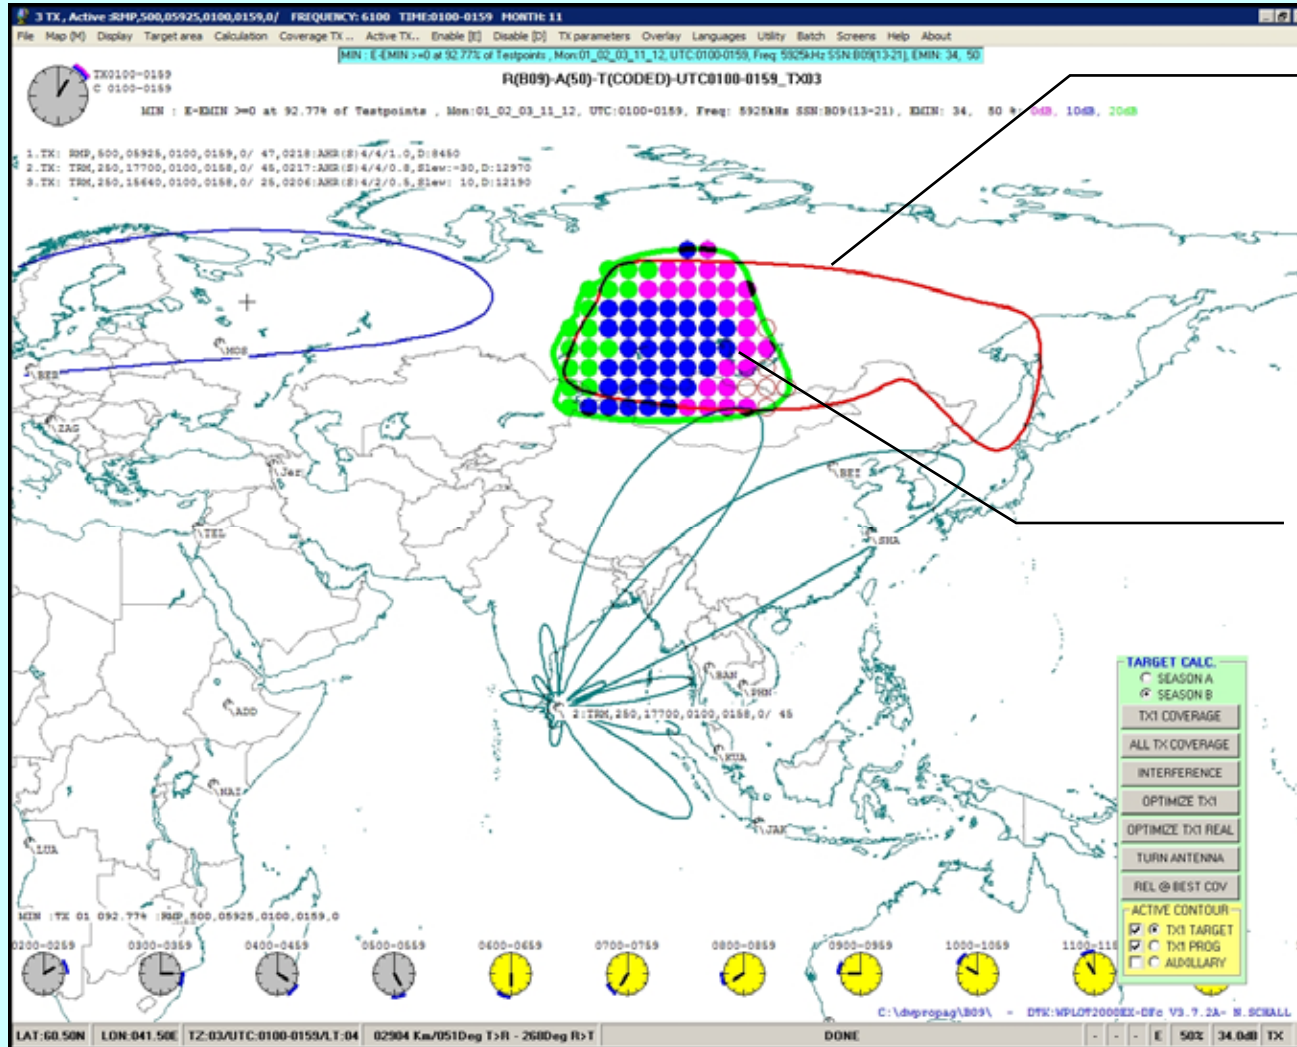 3 TX , Active :RMP,500,05925,0100,0159,0/ FREQUENCY: 6100 TIME:0100-0159 MONTH: 11
File Map (M) Display Target area Calculation Coverage TX .. Active TX.. Enable [E] Disable [D] TX parameters Overlay Languages Utility Batch Screens Help About
MIN : E-EMIN >=0 at 92.77% of Testpoints , Mon:01_02_03_11_12, UTC:0100-0159, Freq: 5925kHz SSN:B09(13-21), EMIN: 34, 50
TX0100-0159
C 0100-0159
R(B09)-A(50)-T(CODED)-UTC0100-0159_TX03
MIN : E-EMIN >=0 at 92.77% of Testpoints , Mon:01_02_03_11_12, UTC:0100-0159, Freq: 5925kHz SSN:B09(13-21), EMIN: 34, 50 %: 0dB, 10dB, 20dB
1.TX: RMP,500,05925,0100,0159,0/ 47,0218:AHR(S)4/4/1.0,D:8450
2.TX: TRM,250,17700,0100,0158,0/ 45,0217:AHR(S)4/4/0.8,Slew:-30,D:12970
3.TX: TRM,250,15640,0100,0158,0/ 25,0206:AHR(S)4/2/0.5,Slew: 10,D:12190
MOS
BER
ZAG
Jer
BEI
TEL
SHA
BAN
PHN
ADD
2:TRM,250,17700,0100,0158,0/ 45
KUA
NAI
JAK
LUA
TARGET CALC.
SEASON A
SEASON B
TX1 COVERAGE
ALL TX COVERAGE
INTERFERENCE
OPTIMIZE TX1
OPTIMIZE TX1 REAL
TURN ANTENNA
REL @ BEST COV
ACTIVE CONTOUR
TX1 TARGET
TX1 PROG
AUXILLARY
MIN :TX 01 092.77% :RMP,500,05925,0100,0159,0
0200-0259 0300-0359 0400-0459 0500-0559 0600-0659 0700-0759 0800-0859 0900-0959 1000-1059 1100-115
C:\dwpropag\B09\ - DTK:WPLOT2000EX-DFc V3.7.2A- N.SCHALL
LAT:60.50N LON:041.50E TZ:03/UTC:0100-0159/LT:04 02904 Km/051Deg T>R - 268Deg R>T DONE - - - E 50% 34.0dB TX